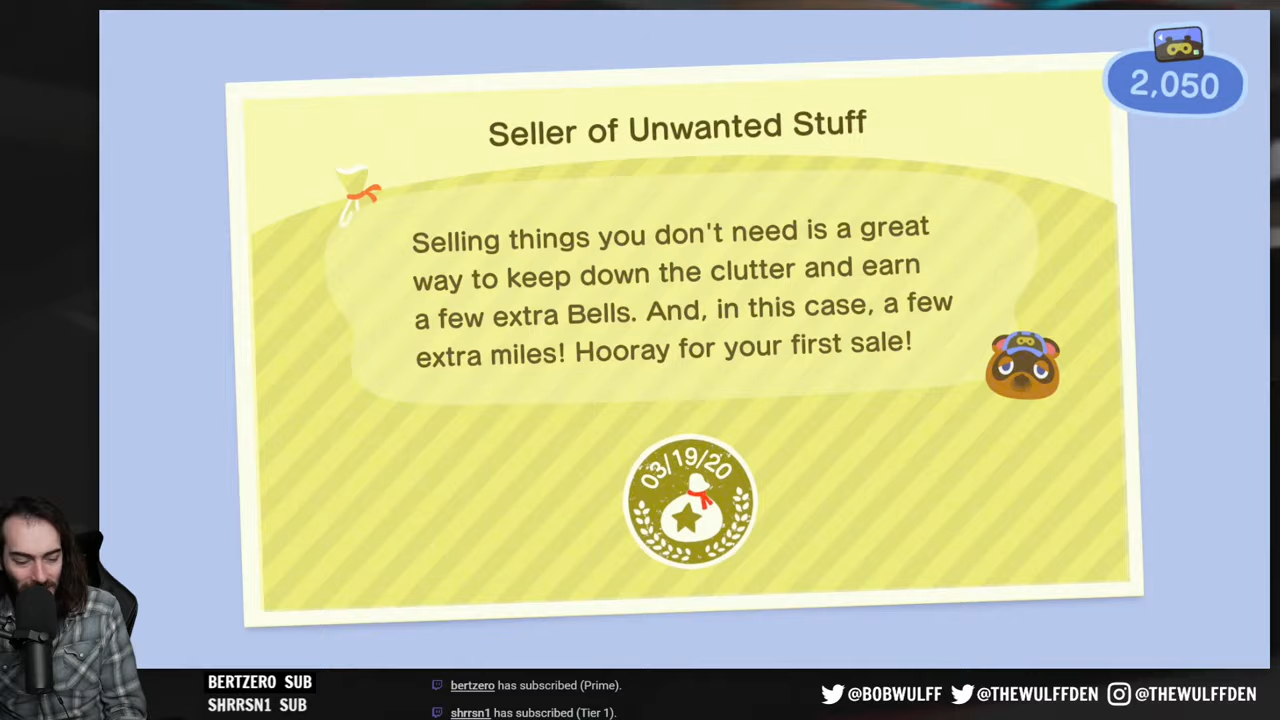 2,050
Seller of Unwanted Stuff
Selling things you don't need is a great
way to keep down the clutter and earn
a few extra Bells. And, in this case, a few
extra miles! Hooray for your first sale!
03/19/20
BERTZERO SUB
SHRRSN1 SUB
bertzero has subscribed (Prime).
shrrsn1 has subscribed (Tier 1).
@BOBWULFF @THEWULFFDEN @THEWULFFDEN